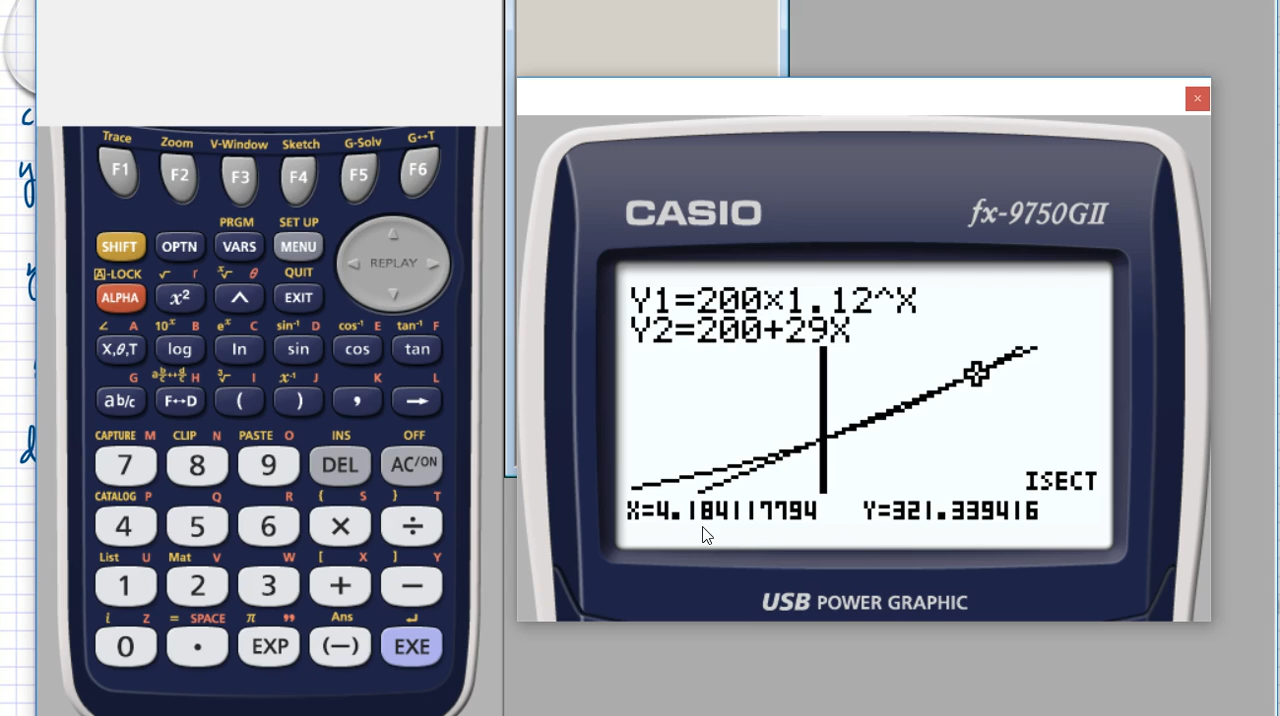 Trace Zoom V-Window Sketch G-Solv G↔T
F1 F2 F3 F4 F5 F6
PRGM SET UP
SHIFT OPTN VARS MENU
REPLAY
A-LOCK √ r ˣ√ θ QUIT
ALPHA x² ^ EXIT
∠ A 10ˣ B eˣ C sin⁻¹ D cos⁻¹ E tan⁻¹ F
X,θ,T log ln sin cos tan
G H ³√ I x⁻¹ J K L
ab/c F↔D ( ) , →
CAPTURE M CLIP N PASTE O INS OFF
7 8 9 DEL AC/ON
CATALOG P Q R { S } T
4 5 6 × ÷
List U Mat V W [ X ] Y
1 2 3 + −
i Z = SPACE π " Ans ↵
0 . EXP (−) EXE
CASIO fx-9750GII
Y1=200×1.12^X
Y2=200+29X
ISECT
X=4.184117794 Y=321.339416
USB POWER GRAPHIC